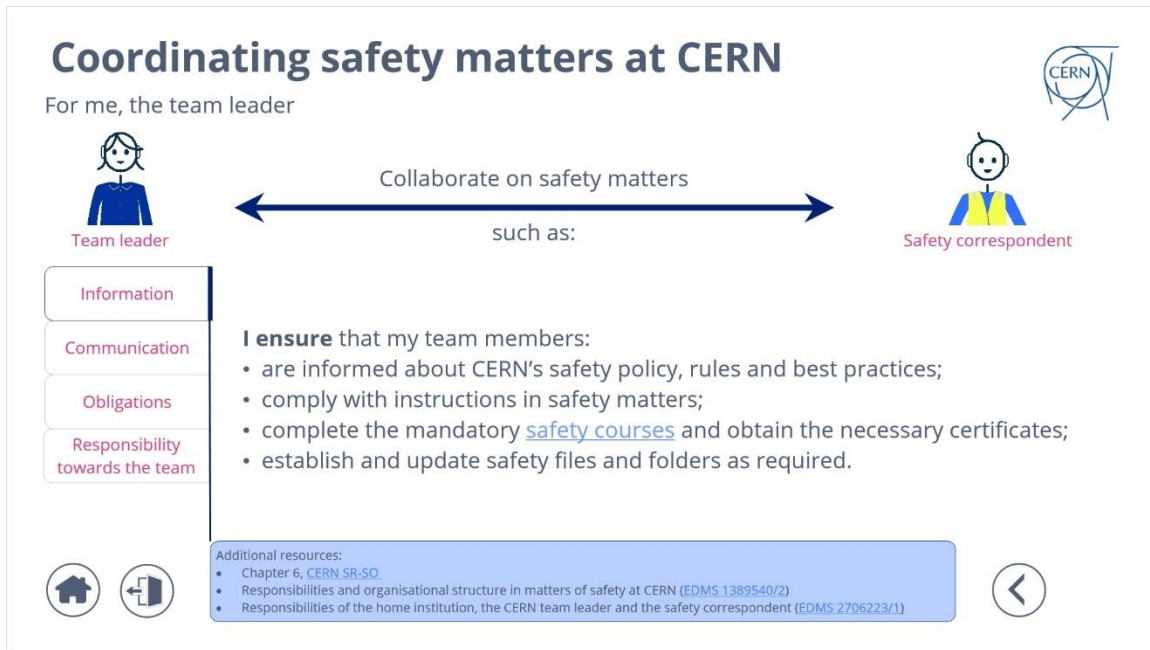 Coordinating safety matters at CERN
CERN
For me, the team leader
Collaborate on safety matters
such as:
Team leader
Safety correspondent
Information
Communication
Obligations
Responsibility
towards the team
I ensure that my team members:
• are informed about CERN’s safety policy, rules and best practices;
• comply with instructions in safety matters;
• complete the mandatory safety courses and obtain the necessary certificates;
• establish and update safety files and folders as required.
Additional resources:
• Chapter 6, CERN SR-SO
• Responsibilities and organisational structure in matters of safety at CERN (EDMS 1389540/2)
• Responsibilities of the home institution, the CERN team leader and the safety correspondent (EDMS 2706223/1)